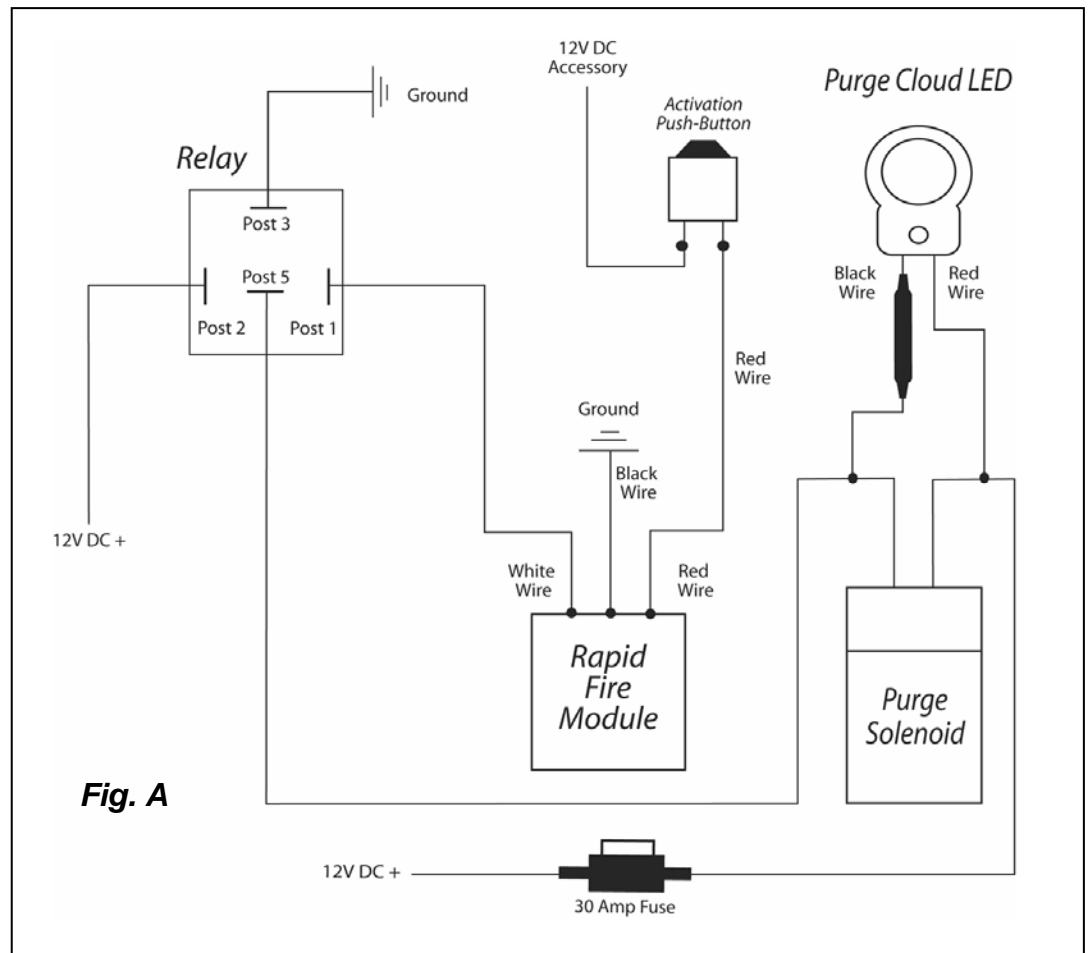 12V DC
Accessory
Purge Cloud LED
Activation
Push-Button
Ground
Relay
Post 3
Post 5
Post 2
Post 1
Black
Wire
Red
Wire
Red
Wire
Ground
Black
Wire
12V DC +
White
Wire
Red
Wire
Rapid
Fire
Module
Purge
Solenoid
Fig. A
12V DC +
30 Amp Fuse